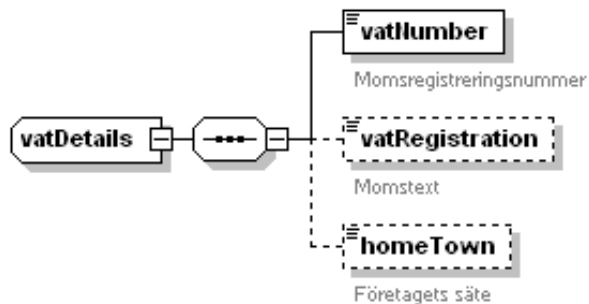 vatNumber
Momsregistreringsnummer
vatDetails
vatRegistration
Momstext
homeTown
Företagets säte